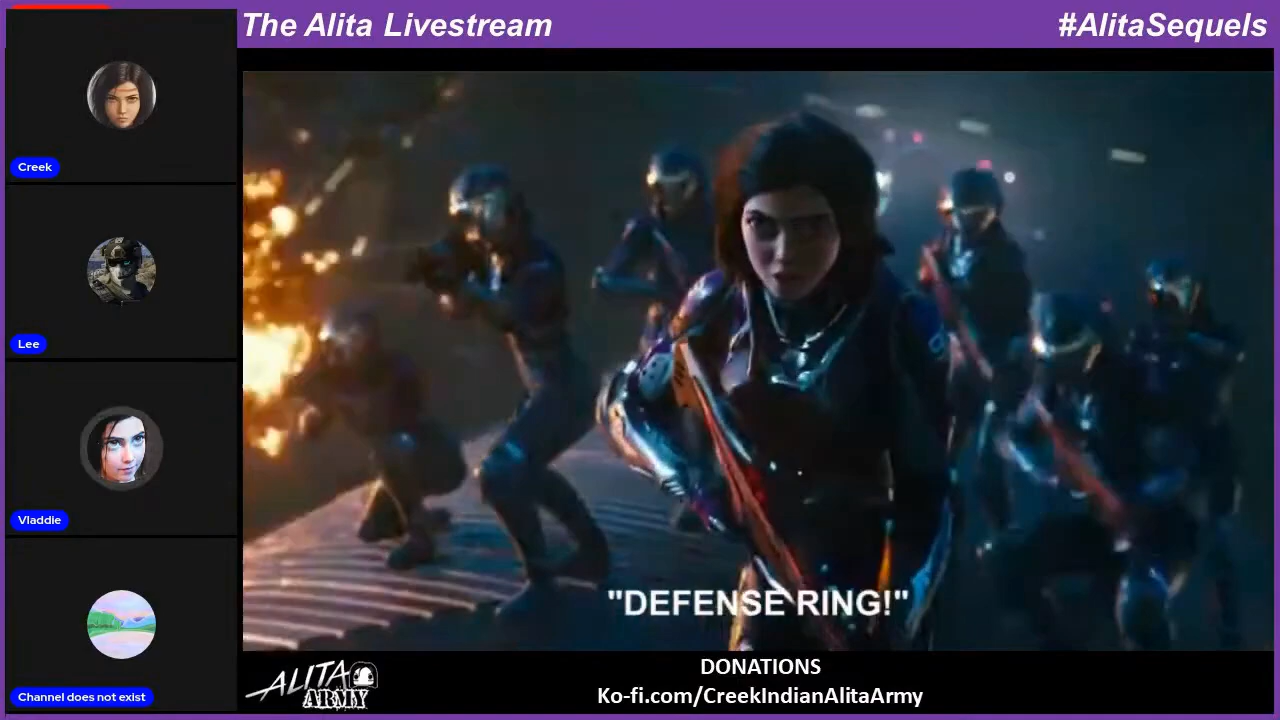 The Alita Livestream
#AlitaSequels
Creek
Lee
Vladdie
Channel does not exist
"DEFENSE RING!"
ALITA
ARMY
DONATIONS
Ko-fi.com/CreekIndianAlitaArmy